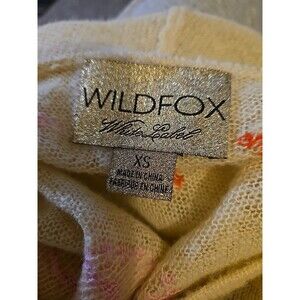 WILDFOX
White Label
XS
MADE IN CHINA
FABRIQUÉ EN CHINE